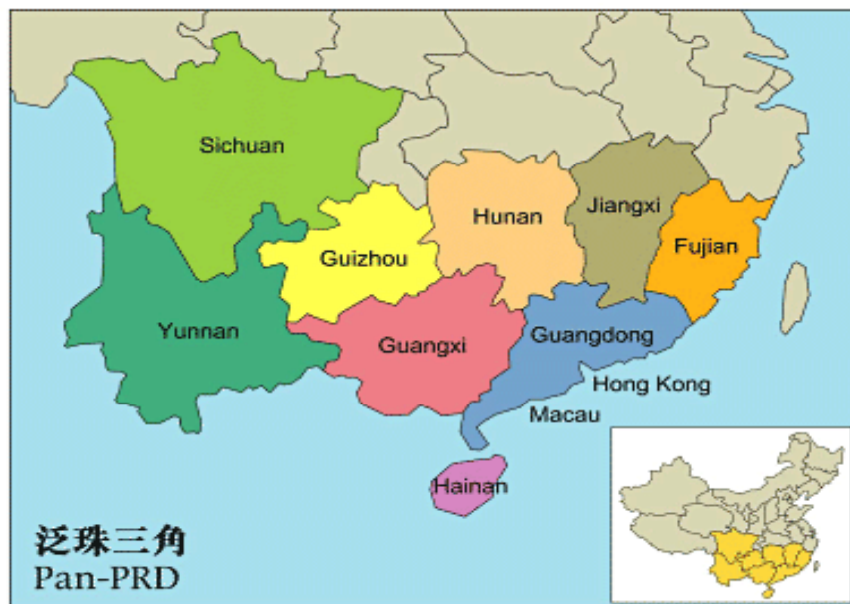 Sichuan
Hunan
Jiangxi
Guizhou
Fujian
Yunnan
Guangxi
Guangdong
Hong Kong
Macau
Hainan
泛珠三角
Pan-PRD